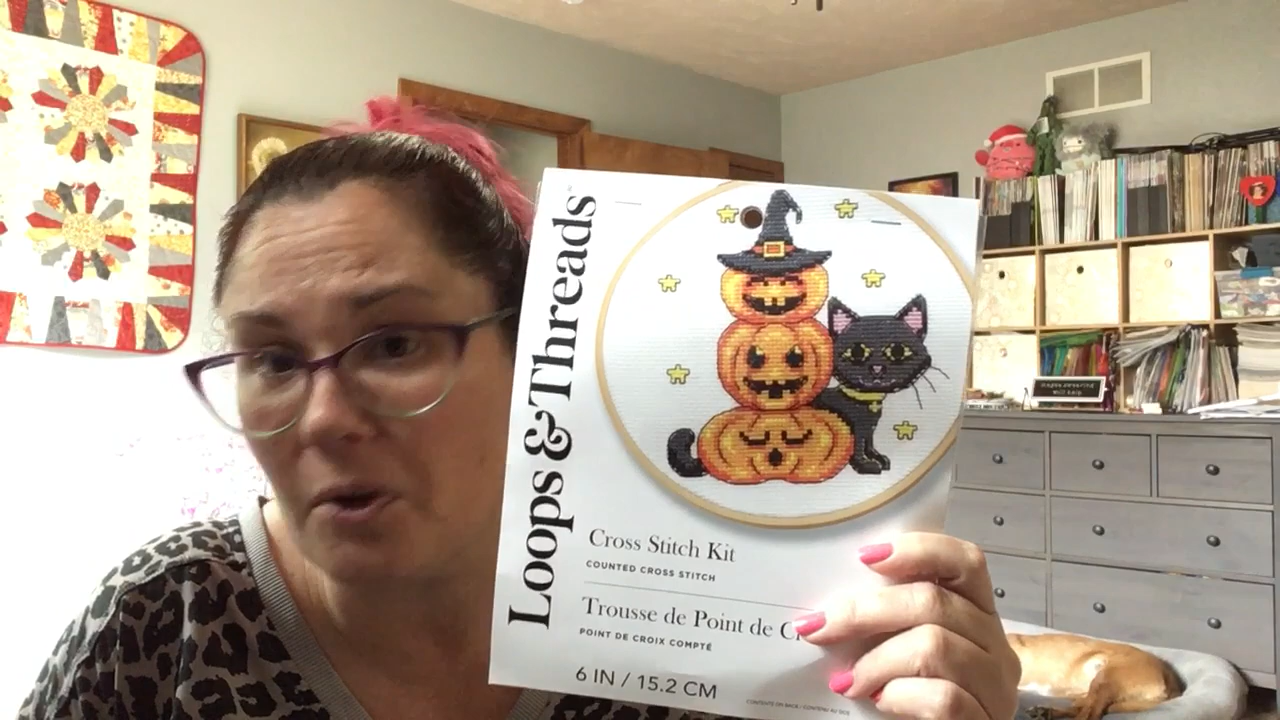 Loops & Threads
Cross Stitch Kit
COUNTED CROSS STITCH
Trousse de Point de C
POINT DE CROIX COMPTÉ
6 IN / 15.2 CM